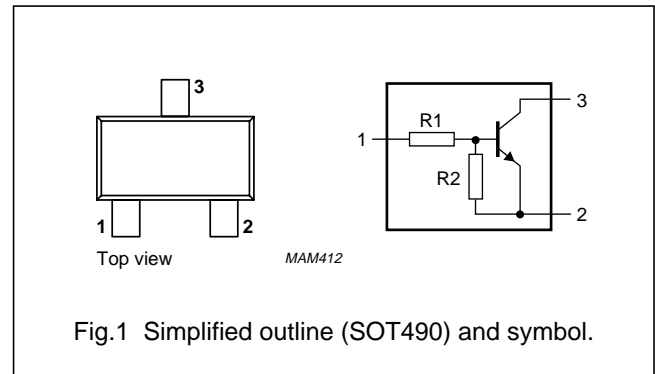 3
1
2
Top view
MAM412
1
R1
R2
3
2
Fig.1 Simplified outline (SOT490) and symbol.